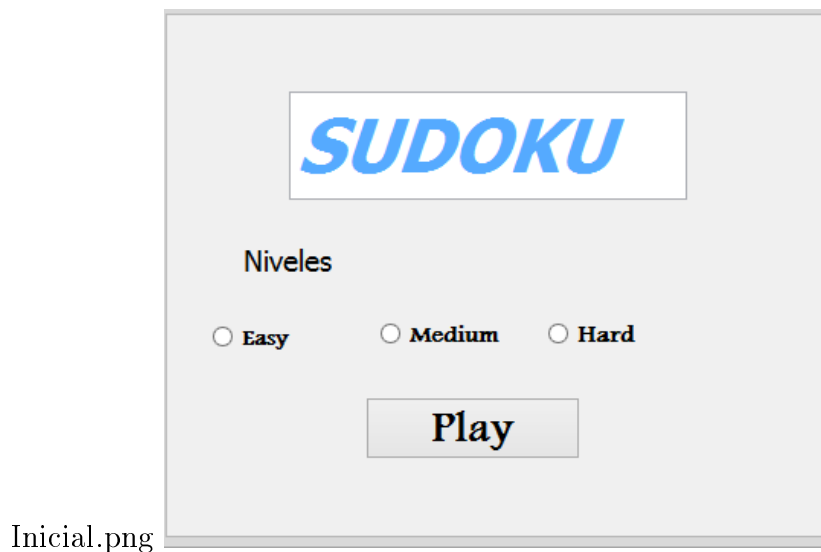 SUDOKU
Niveles
Easy Medium Hard
Play
Inicial.png